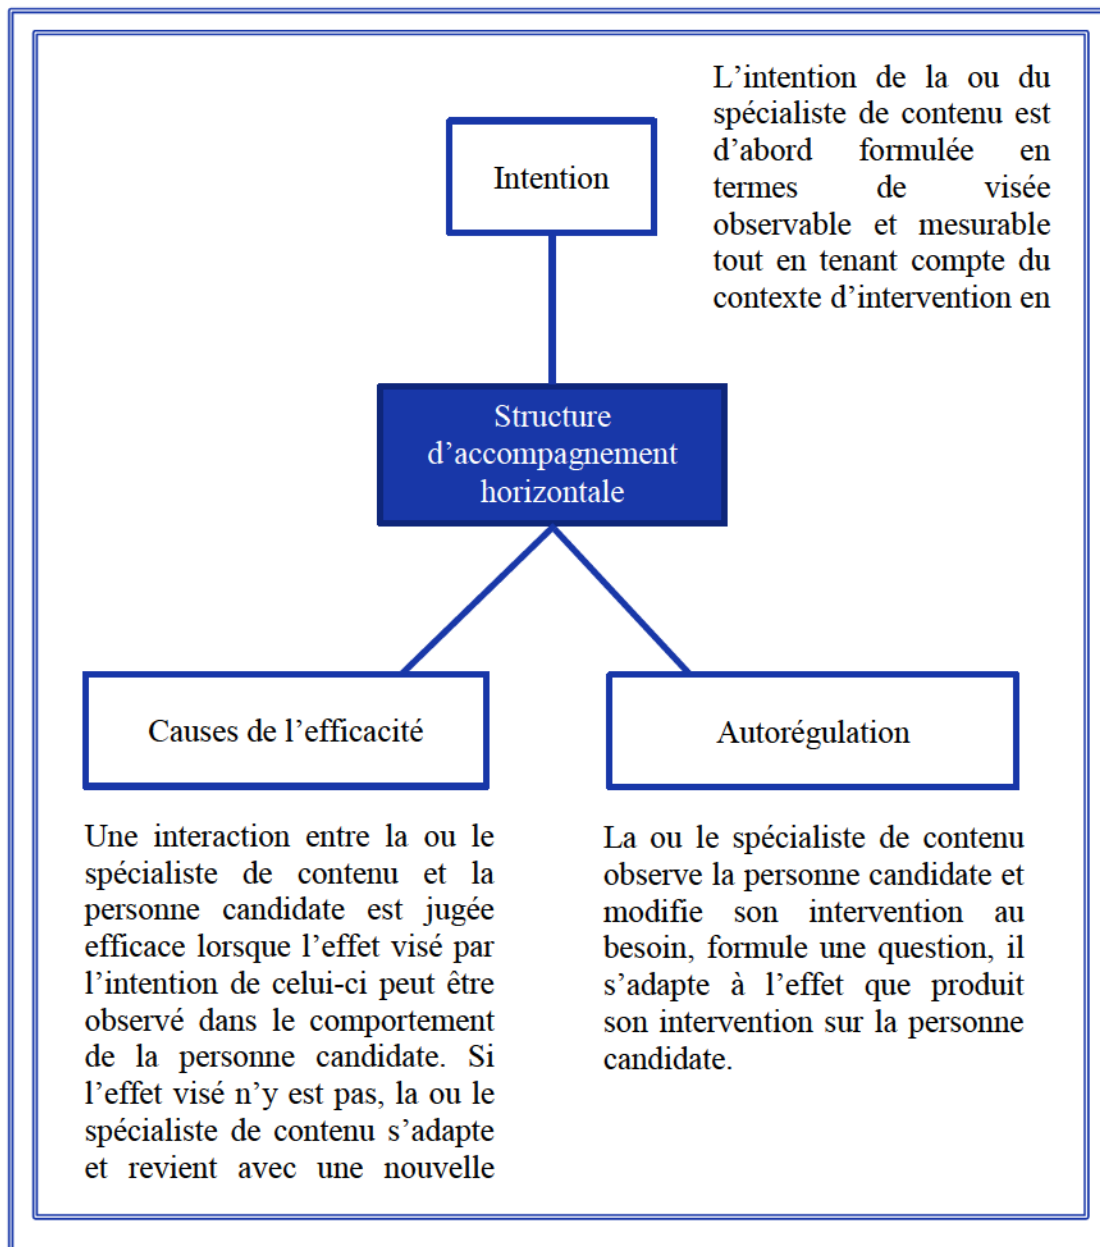 L’intention de la ou du
spécialiste de contenu est
d’abord formulée en
termes de visée
observable et mesurable
tout en tenant compte du
contexte d’intervention en
Intention
Structure
d’accompagnement
horizontale
Causes de l’efficacité
Autorégulation
Une interaction entre la ou le
spécialiste de contenu et la
personne candidate est jugée
efficace lorsque l’effet visé par
l’intention de celui-ci peut être
observé dans le comportement
de la personne candidate. Si
l’effet visé n’y est pas, la ou le
spécialiste de contenu s’adapte
et revient avec une nouvelle
La ou le spécialiste de contenu
observe la personne candidate et
modifie son intervention au
besoin, formule une question, il
s’adapte à l’effet que produit
son intervention sur la personne
candidate.